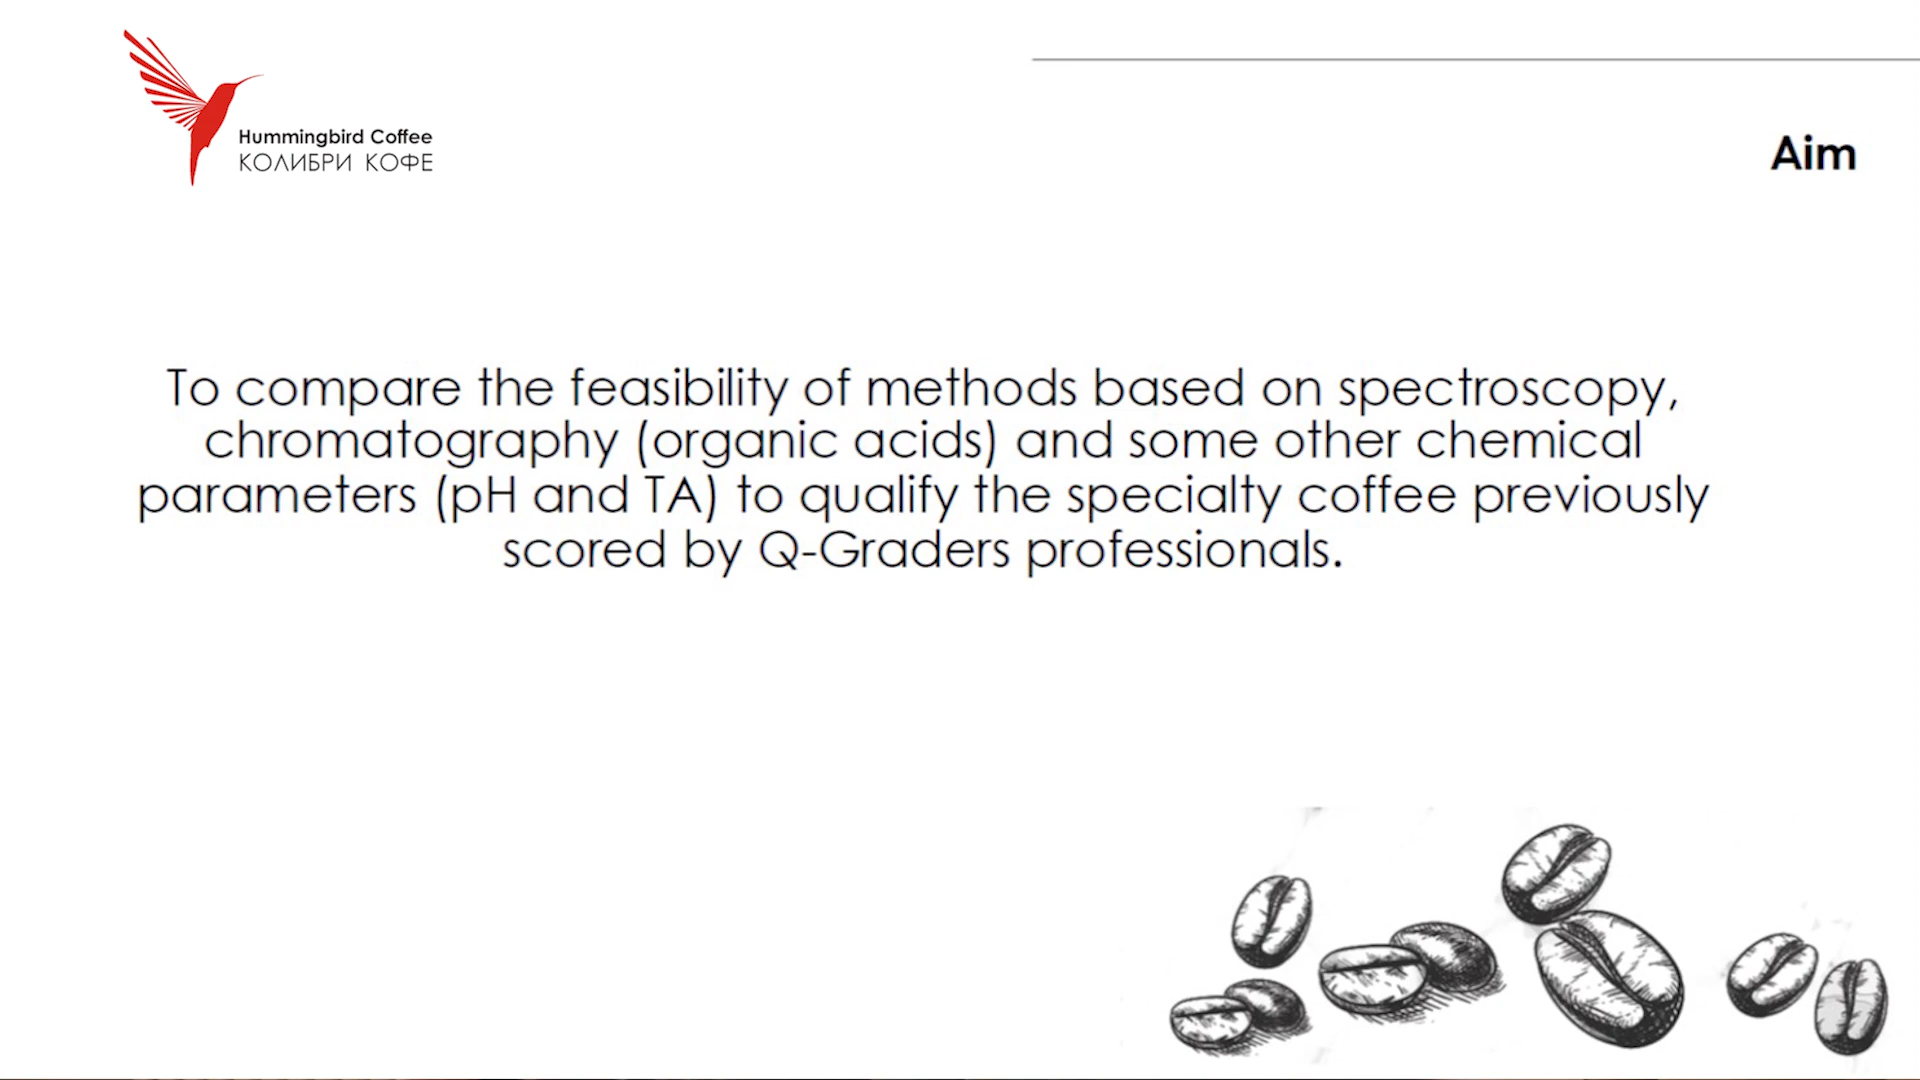 Hummingbird Coffee
КОЛИБРИ КОФЕ
Aim
To compare the feasibility of methods based on spectroscopy,
chromatography (organic acids) and some other chemical
parameters (pH and TA) to qualify the specialty coffee previously
scored by Q-Graders professionals.